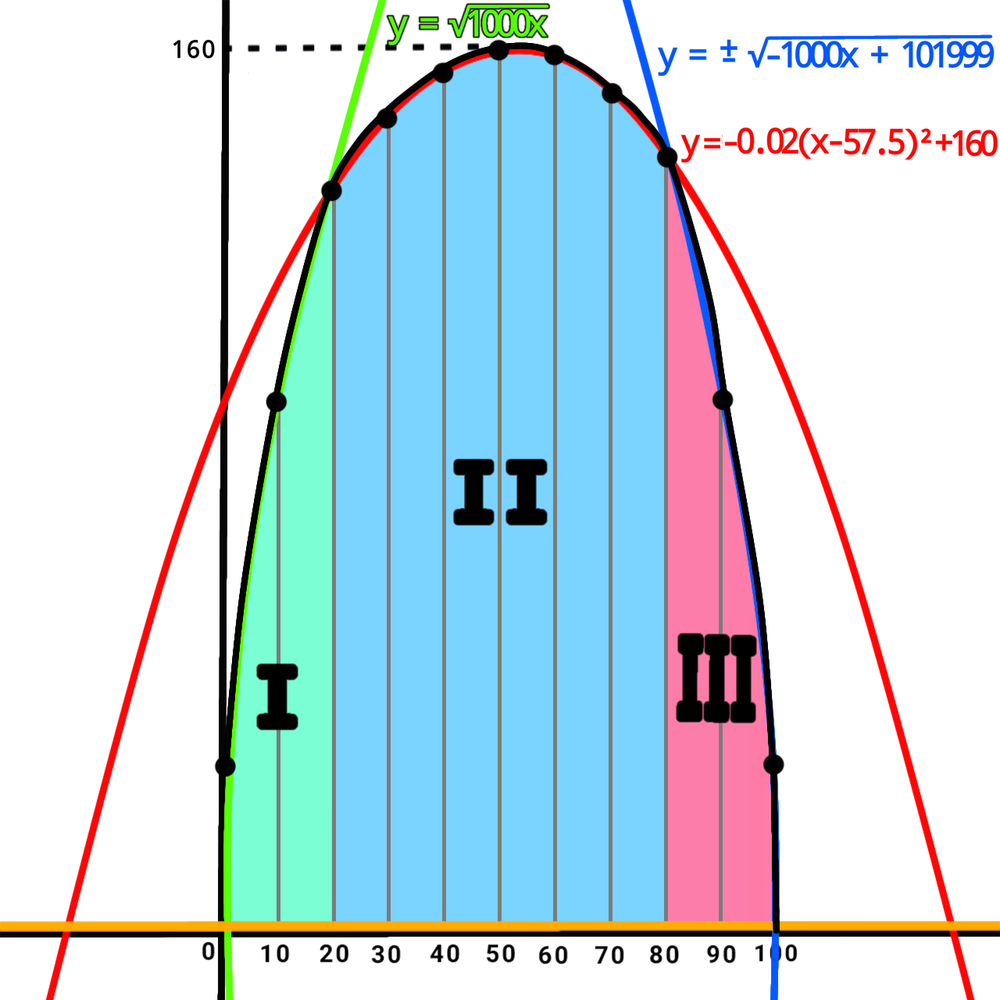 y = √1000x
160
y = ± √-1000x + 101999
y=-0.02(x-57.5)²+160
II
III
I
0 10 20 30 40 50 60 70 80 90 100